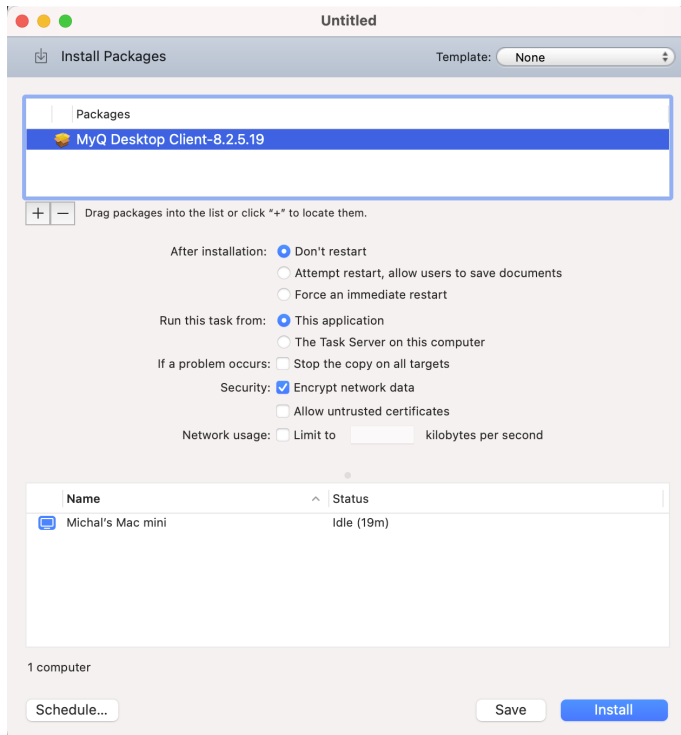 Untitled
Install Packages
Template: None
Packages
MyQ Desktop Client-8.2.5.19
+ − Drag packages into the list or click "+" to locate them.
After installation: Don't restart
Attempt restart, allow users to save documents
Force an immediate restart
Run this task from: This application
The Task Server on this computer
If a problem occurs: Stop the copy on all targets
Security: Encrypt network data
Allow untrusted certificates
Network usage: Limit to kilobytes per second
Name Status
Michal's Mac mini Idle (19m)
1 computer
Schedule... Save Install